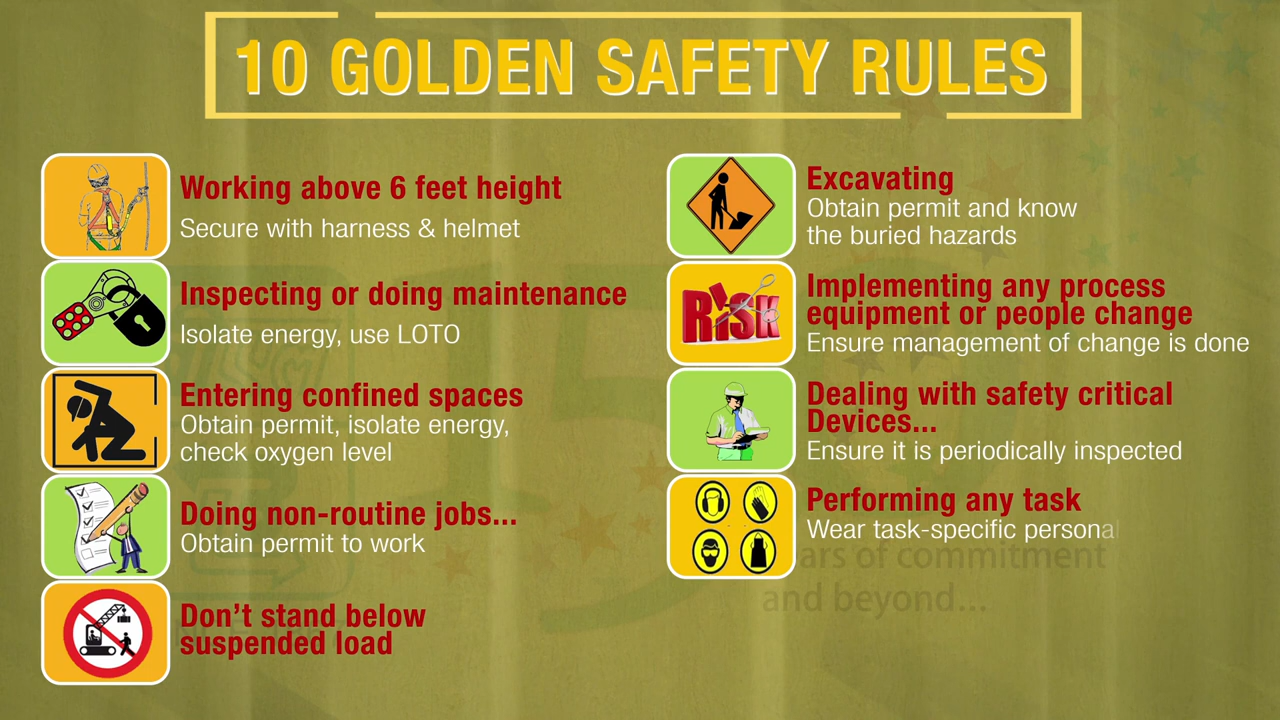 10 GOLDEN SAFETY RULES
Working above 6 feet height
Secure with harness & helmet
Inspecting or doing maintenance
Isolate energy, use LOTO
Entering confined spaces
Obtain permit, isolate energy,
check oxygen level
Doing non-routine jobs...
Obtain permit to work
Don't stand below
suspended load
Excavating
Obtain permit and know
the buried hazards
RISK
Implementing any process
equipment or people change
Ensure management of change is done
Dealing with safety critical
Devices...
Ensure it is periodically inspected
Performing any task
Wear task-specific personal
of commitment
and beyond...